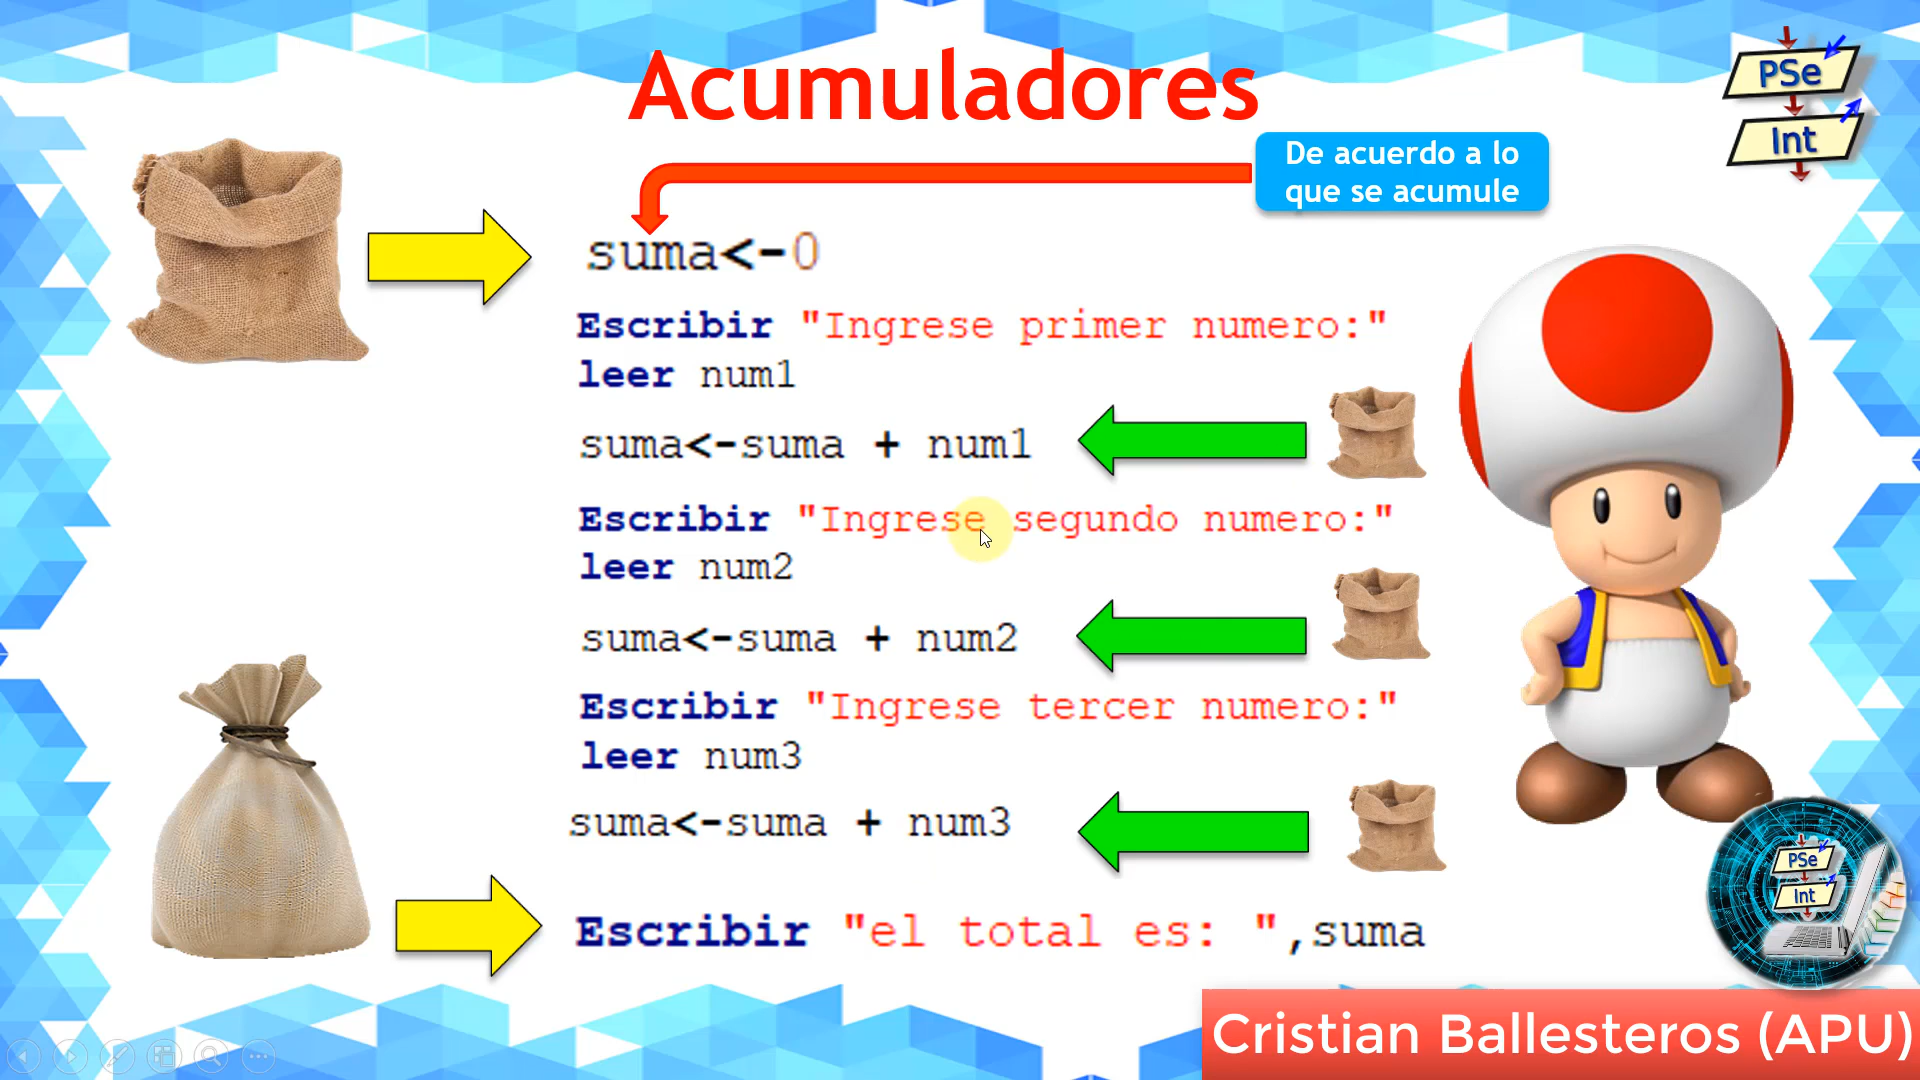 Acumuladores
PSe
Int
De acuerdo a lo
que se acumule
suma<-0
Escribir "Ingrese primer numero:"
leer num1
suma<-suma + num1
Escribir "Ingrese segundo numero:"
leer num2
suma<-suma + num2
Escribir "Ingrese tercer numero:"
leer num3
suma<-suma + num3
Escribir "el total es: ",suma
PSe
Int
Cristian Ballesteros (APU)